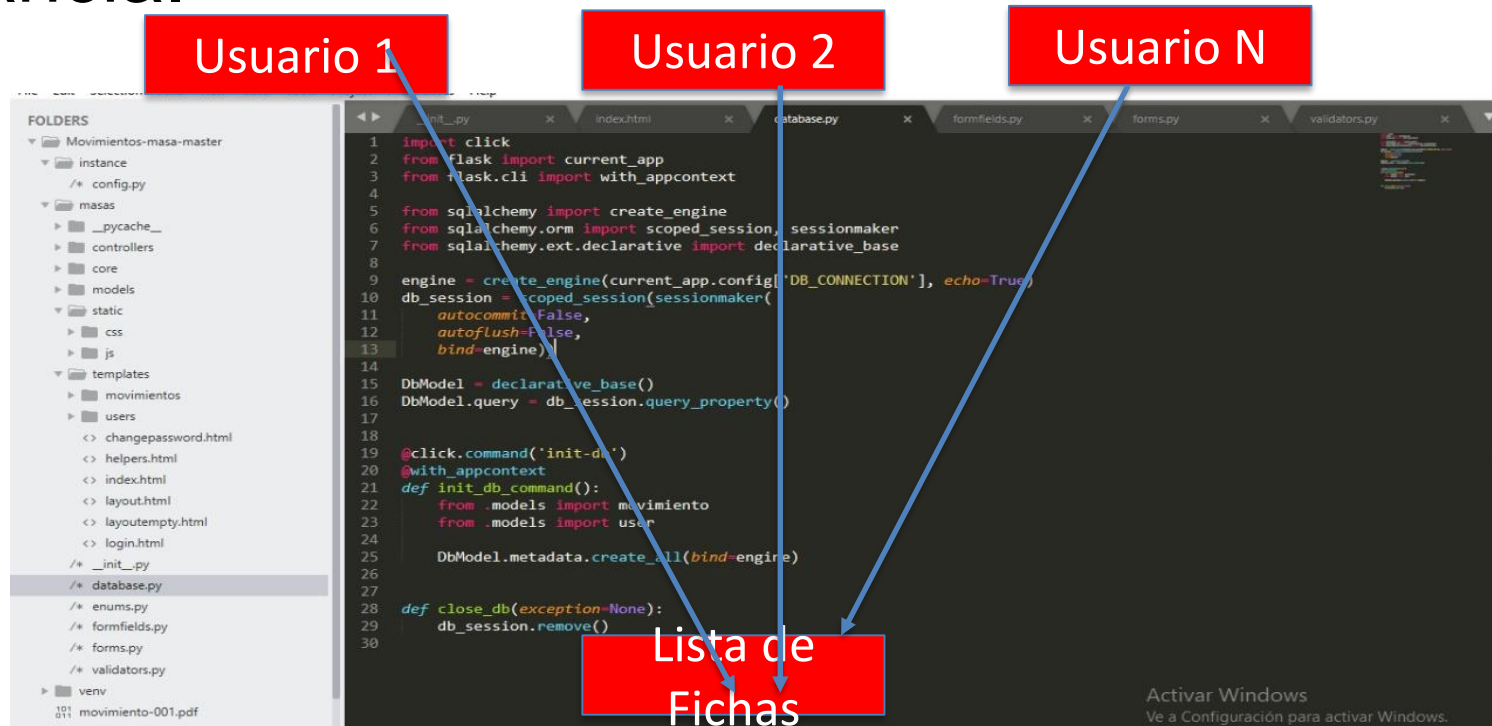 Usuario 1
Usuario 2
Usuario N
FOLDERS
Movimientos-masa-master
instance
/* config.py
masas
__pycache__
controllers
core
models
static
css
js
templates
movimientos
users
<> changepassword.html
<> helpers.html
<> index.html
<> layout.html
<> layoutempty.html
<> login.html
/* __init__.py
/* database.py
/* enums.py
/* formfields.py
/* forms.py
/* validators.py
venv
movimiento-001.pdf
__init__.py × index.html × database.py × formfields.py × forms.py × validators.py ×
1 import click
2 from flask import current_app
3 from flask.cli import with_appcontext
4
5 from sqlalchemy import create_engine
6 from sqlalchemy.orm import scoped_session, sessionmaker
7 from sqlalchemy.ext.declarative import declarative_base
8
9 engine = create_engine(current_app.config['DB_CONNECTION'], echo=True)
10 db_session = scoped_session(sessionmaker(
11 autocommit=False,
12 autoflush=False,
13 bind=engine))
14
15 DbModel = declarative_base()
16 DbModel.query = db_session.query_property()
17
18
19 @click.command('init-db')
20 @with_appcontext
21 def init_db_command():
22 from .models import movimiento
23 from .models import user
24
25 DbModel.metadata.create_all(bind=engine)
26
27
28 def close_db(exception=None):
29 db_session.remove()
30
Lista de
Fichas
Activar Windows
Ve a Configuración para activar Windows.